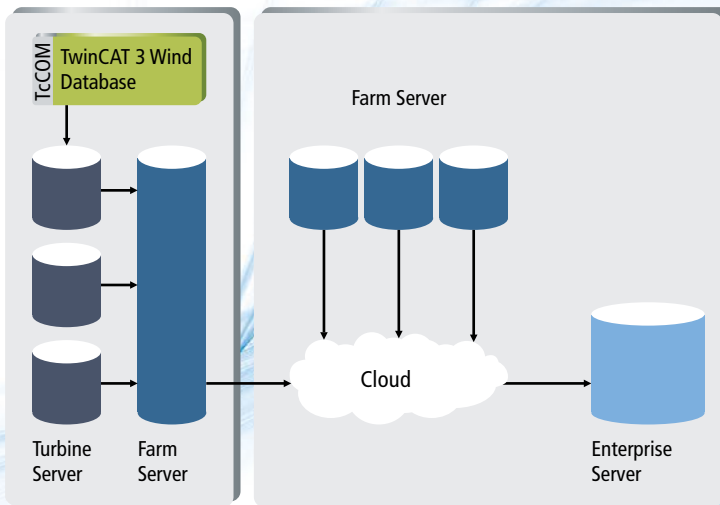 TcCOM
TwinCAT 3 Wind
Database
Turbine
Server
Farm
Server
Farm Server
Cloud
Enterprise
Server